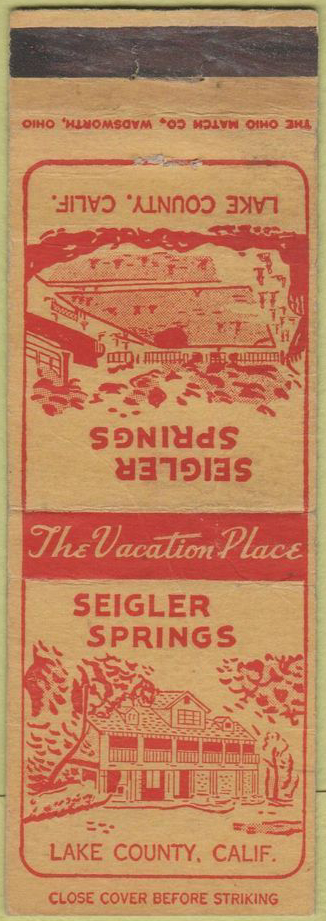 THE OHIO MATCH CO., WADSWORTH, OHIO
LAKE COUNTY, CALIF.
SEIGLER
SPRINGS
The Vacation Place
SEIGLER
SPRINGS
LAKE COUNTY, CALIF.
CLOSE COVER BEFORE STRIKING